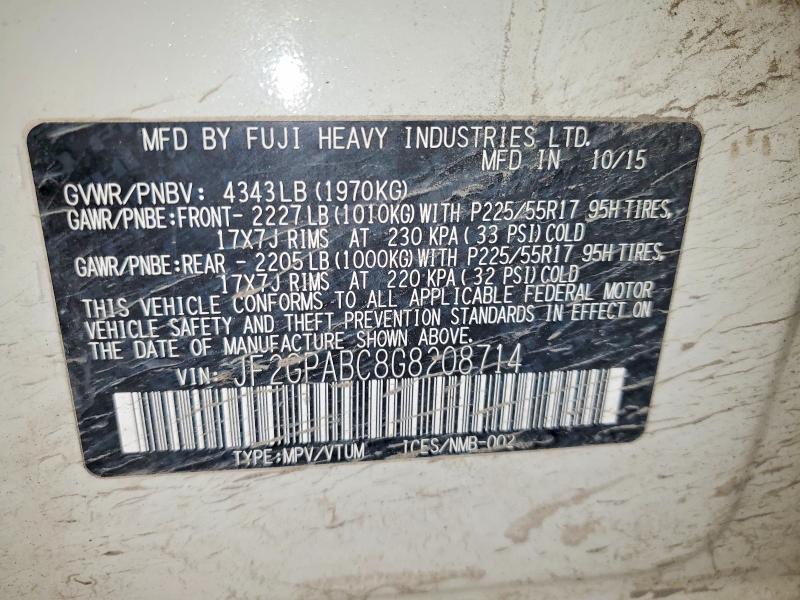 MFD BY FUJI HEAVY INDUSTRIES LTD.
MFD IN 10/15
GVWR/PNBV: 4343LB (1970KG)
GAWR/PNBE:FRONT- 2227LB(1010KG)WITH P225/55R17 95H TIRES,
17X7J RIMS AT 230 KPA(33 PSI)COLD
GAWR/PNBE:REAR - 2205LB(1000KG)WITH P225/55R17 95H TIRES,
17X7J RIMS AT 220 KPA(32 PSI)COLD
THIS VEHICLE CONFORMS TO ALL APPLICABLE FEDERAL MOTOR
VEHICLE SAFETY AND THEFT PREVENTION STANDARDS IN EFFECT ON
THE DATE OF MANUFACTURE SHOWN ABOVE.
VIN: JF2GPABC8G8208714
TYPE:MPV/VTUM ICES/NMB-002